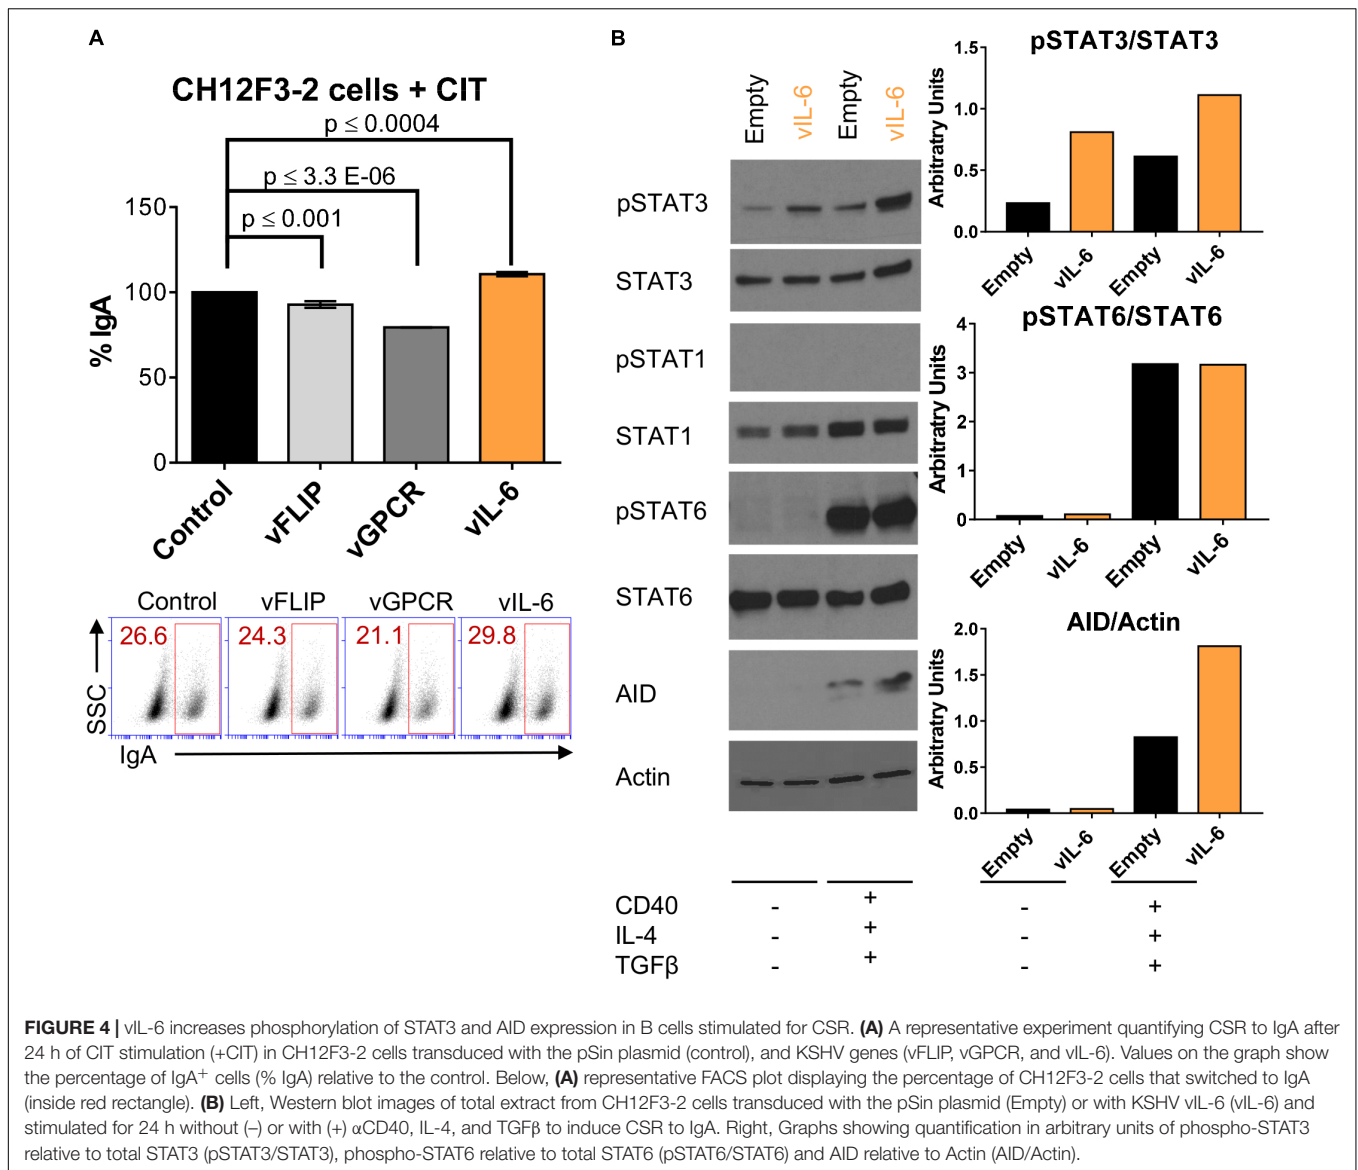 A
CH12F3-2 cells + CIT
p ≤ 0.0004
p ≤ 3.3 E-06
p ≤ 0.001
150
100
50
0
% IgA
Control
vFLIP
vGPCR
vIL-6
Control vFLIP vGPCR vIL-6
26.6 24.3 21.1 29.8
SSC
IgA
B
Empty vIL-6 Empty vIL-6
pSTAT3
STAT3
pSTAT1
STAT1
pSTAT6
STAT6
AID
Actin
CD40 - +
IL-4 - +
TGFβ - +
pSTAT3/STAT3
Arbitratry Units
1.5
1.0
0.5
0.0
Empty vIL-6 Empty vIL-6
pSTAT6/STAT6
Arbitratry Units
4
3
2
1
0
Empty vIL-6 Empty vIL-6
AID/Actin
Arbitratry Units
2.0
1.5
1.0
0.5
0.0
Empty vIL-6 Empty vIL-6
- +
- +
- +
FIGURE 4 | vIL-6 increases phosphorylation of STAT3 and AID expression in B cells stimulated for CSR. (A) A representative experiment quantifying CSR to IgA after
24 h of CIT stimulation (+CIT) in CH12F3-2 cells transduced with the pSin plasmid (control), and KSHV genes (vFLIP, vGPCR, and vIL-6). Values on the graph show
the percentage of IgA⁺ cells (% IgA) relative to the control. Below, (A) representative FACS plot displaying the percentage of CH12F3-2 cells that switched to IgA
(inside red rectangle). (B) Left, Western blot images of total extract from CH12F3-2 cells transduced with the pSin plasmid (Empty) or with KSHV vIL-6 (vIL-6) and
stimulated for 24 h without (–) or with (+) αCD40, IL-4, and TGFβ to induce CSR to IgA. Right, Graphs showing quantification in arbitrary units of phospho-STAT3
relative to total STAT3 (pSTAT3/STAT3), phospho-STAT6 relative to total STAT6 (pSTAT6/STAT6) and AID relative to Actin (AID/Actin).